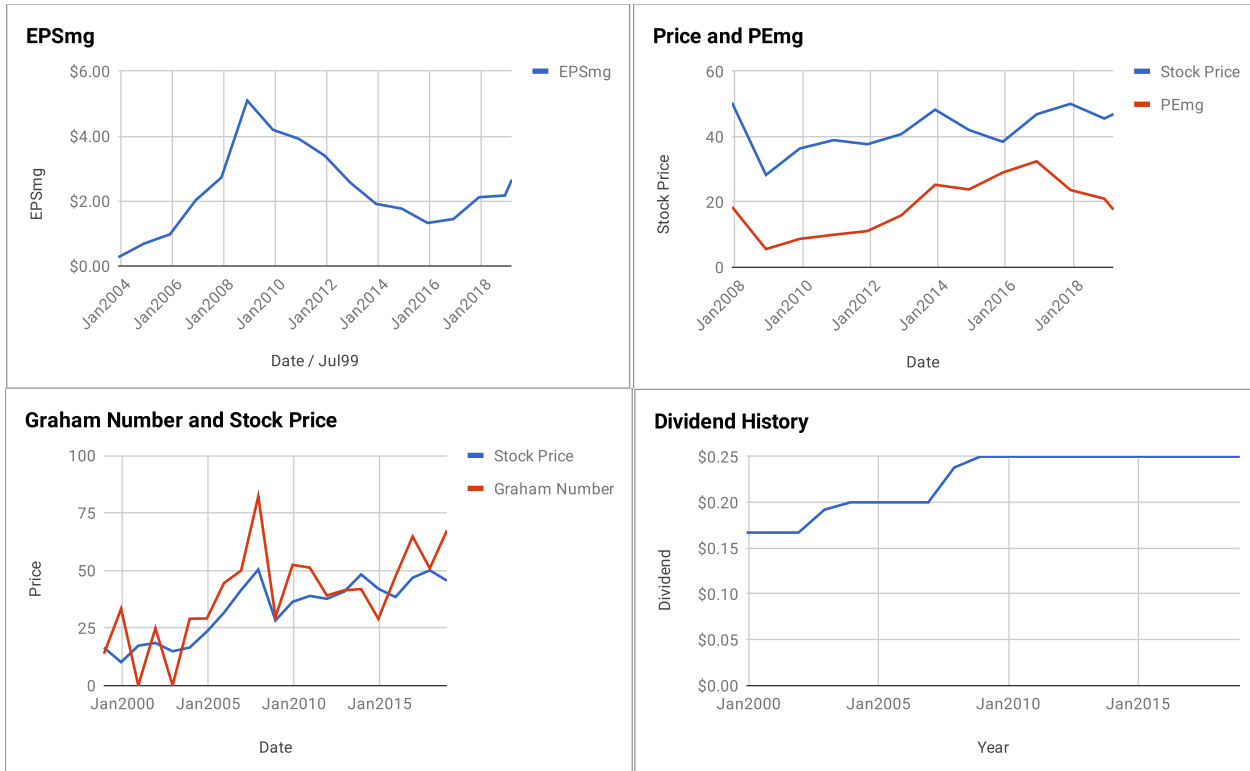 EPSmg
$6.00
$4.00
$2.00
$0.00
EPSmg
EPSmg
Jan2004
Jan2006
Jan2008
Jan2010
Jan2012
Jan2014
Jan2016
Jan2018
Date / Jul99
Price and PEmg
60
40
20
0
Stock Price
Stock Price
PEmg
Jan2008
Jan2010
Jan2012
Jan2014
Jan2016
Jan2018
Date
Graham Number and Stock Price
100
75
50
25
0
Price
Stock Price
Graham Number
Jan2000 Jan2005 Jan2010 Jan2015
Date
Dividend History
$0.25
$0.20
$0.15
$0.10
$0.05
$0.00
Dividend
Jan2000 Jan2005 Jan2010 Jan2015
Year